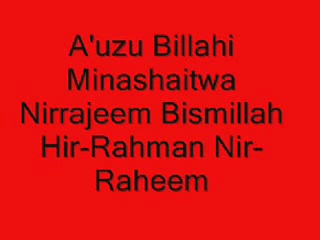 A'uzu Billahi
Minashaitwa
Nirrajeem Bismillah
Hir-Rahman Nir-
Raheem